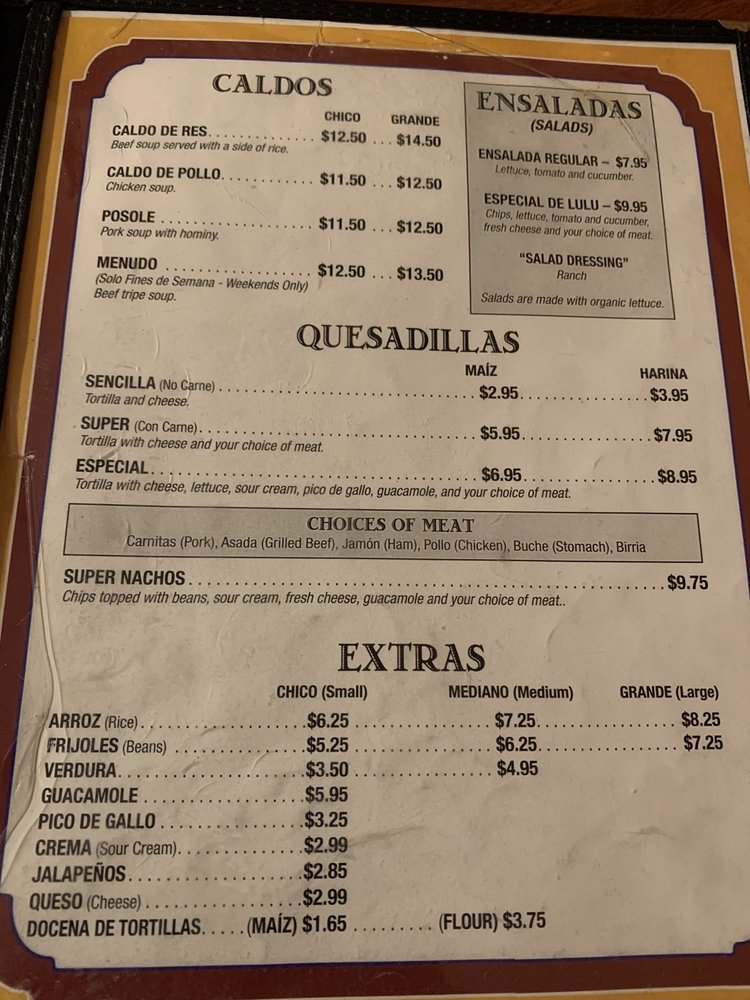 CALDOS
CHICO GRANDE
CALDO DE RES............. $12.50 ... $14.50
Beef soup served with a side of rice.
CALDO DE POLLO............ $11.50 ... $12.50
Chicken soup.
POSOLE .................. $11.50 ... $12.50
Pork soup with hominy.
MENUDO .................. $12.50 ... $13.50
(Solo Fines de Semana - Weekends Only)
Beef tripe soup.
ENSALADAS
(SALADS)
ENSALADA REGULAR – $7.95
Lettuce, tomato and cucumber.
ESPECIAL DE LULU – $9.95
Chips, lettuce, tomato and cucumber,
fresh cheese and your choice of meat.
“SALAD DRESSING”
Ranch
Salads are made with organic lettuce.
QUESADILLAS
MAÍZ HARINA
SENCILLA (No Carne) .............................. $2.95.................. $3.95
Tortilla and cheese.
SUPER (Con Carne)................................. $5.95.................. $7.95
Tortilla with cheese and your choice of meat.
ESPECIAL....................................... $6.95.................. $8.95
Tortilla with cheese, lettuce, sour cream, pico de gallo, guacamole, and your choice of meat.
CHOICES OF MEAT
Carnitas (Pork), Asada (Grilled Beef), Jamón (Ham), Pollo (Chicken), Buche (Stomach), Birria
SUPER NACHOS....................................................... $9.75
Chips topped with beans, sour cream, fresh cheese, guacamole and your choice of meat..
EXTRAS
CHICO (Small) MEDIANO (Medium) GRANDE (Large)
ARROZ (Rice)....................$6.25 ................. $7.25.................. $8.25
FRIJOLES (Beans) ................$5.25 ................. $6.25.................. $7.25
VERDURA.......................$3.50 ................. $4.95
GUACAMOLE ....................$5.95
PICO DE GALLO ..................$3.25
CREMA (Sour Cream)...............$2.99
JALAPEÑOS......................$2.85
QUESO (Cheese) ...................$2.99
DOCENA DE TORTILLAS.....(MAÍZ) $1.65 ......... (FLOUR) $3.75